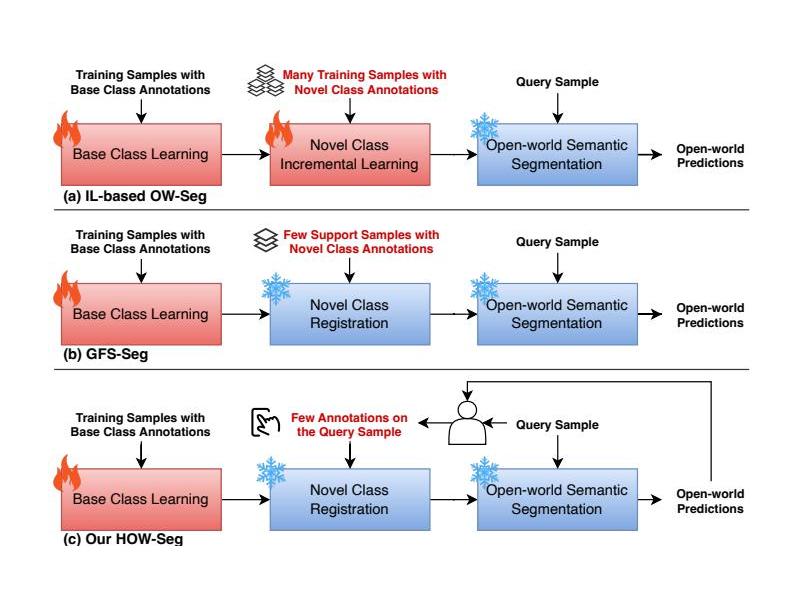 Training Samples with
Base Class Annotations
Many Training Samples with
Novel Class Annotations
Query Sample
Base Class Learning
Novel Class
Incremental Learning
Open-world Semantic
Segmentation
Open-world
Predictions
(a) IL-based OW-Seg
Training Samples with
Base Class Annotations
Few Support Samples with
Novel Class Annotations
Query Sample
Base Class Learning
Novel Class
Registration
Open-world Semantic
Segmentation
Open-world
Predictions
(b) GFS-Seg
Training Samples with
Base Class Annotations
Few Annotations on
the Query Sample
Query Sample
Base Class Learning
Novel Class
Registration
Open-world Semantic
Segmentation
Open-world
Predictions
(c) Our HOW-Seg